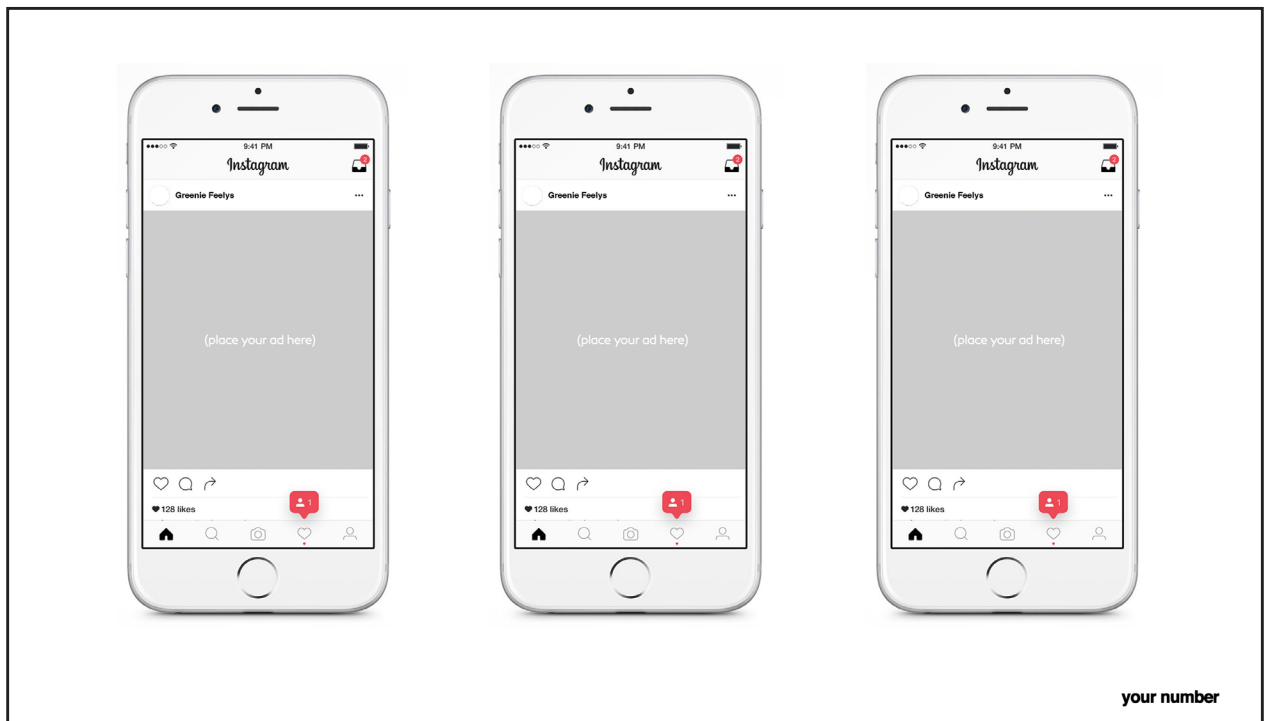 9:41 PM
Instagram
2
Greenie Feelys
(place your ad here)
128 likes
1
9:41 PM
Instagram
2
Greenie Feelys
(place your ad here)
128 likes
1
9:41 PM
Instagram
2
Greenie Feelys
(place your ad here)
128 likes
1
your number